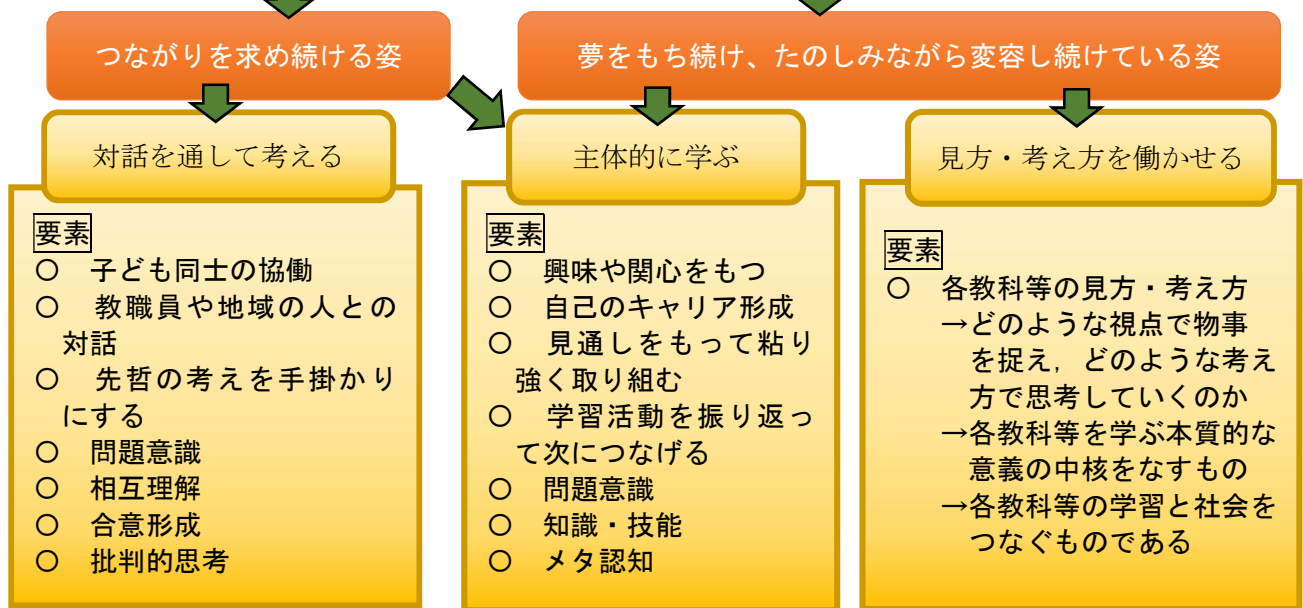 つながりを求め続ける姿
夢をもち続け、たのしみながら変容し続けている姿
対話を通して考える
要素
○ 子ども同士の協働
○ 教職員や地域の人との
対話
○ 先哲の考えを手掛かり
にする
○ 問題意識
○ 相互理解
○ 合意形成
○ 批判的思考
主体的に学ぶ
要素
○ 興味や関心をもつ
○ 自己のキャリア形成
○ 見通しをもって粘り
強く取り組む
○ 学習活動を振り返っ
て次につなげる
○ 問題意識
○ 知識・技能
○ メタ認知
見方・考え方を働かせる
要素
○ 各教科等の見方・考え方
→どのような視点で物事
を捉え，どのような考え
方で思考していくのか
→各教科等を学ぶ本質的な
意義の中核をなすもの
→各教科等の学習と社会を
つなぐものである